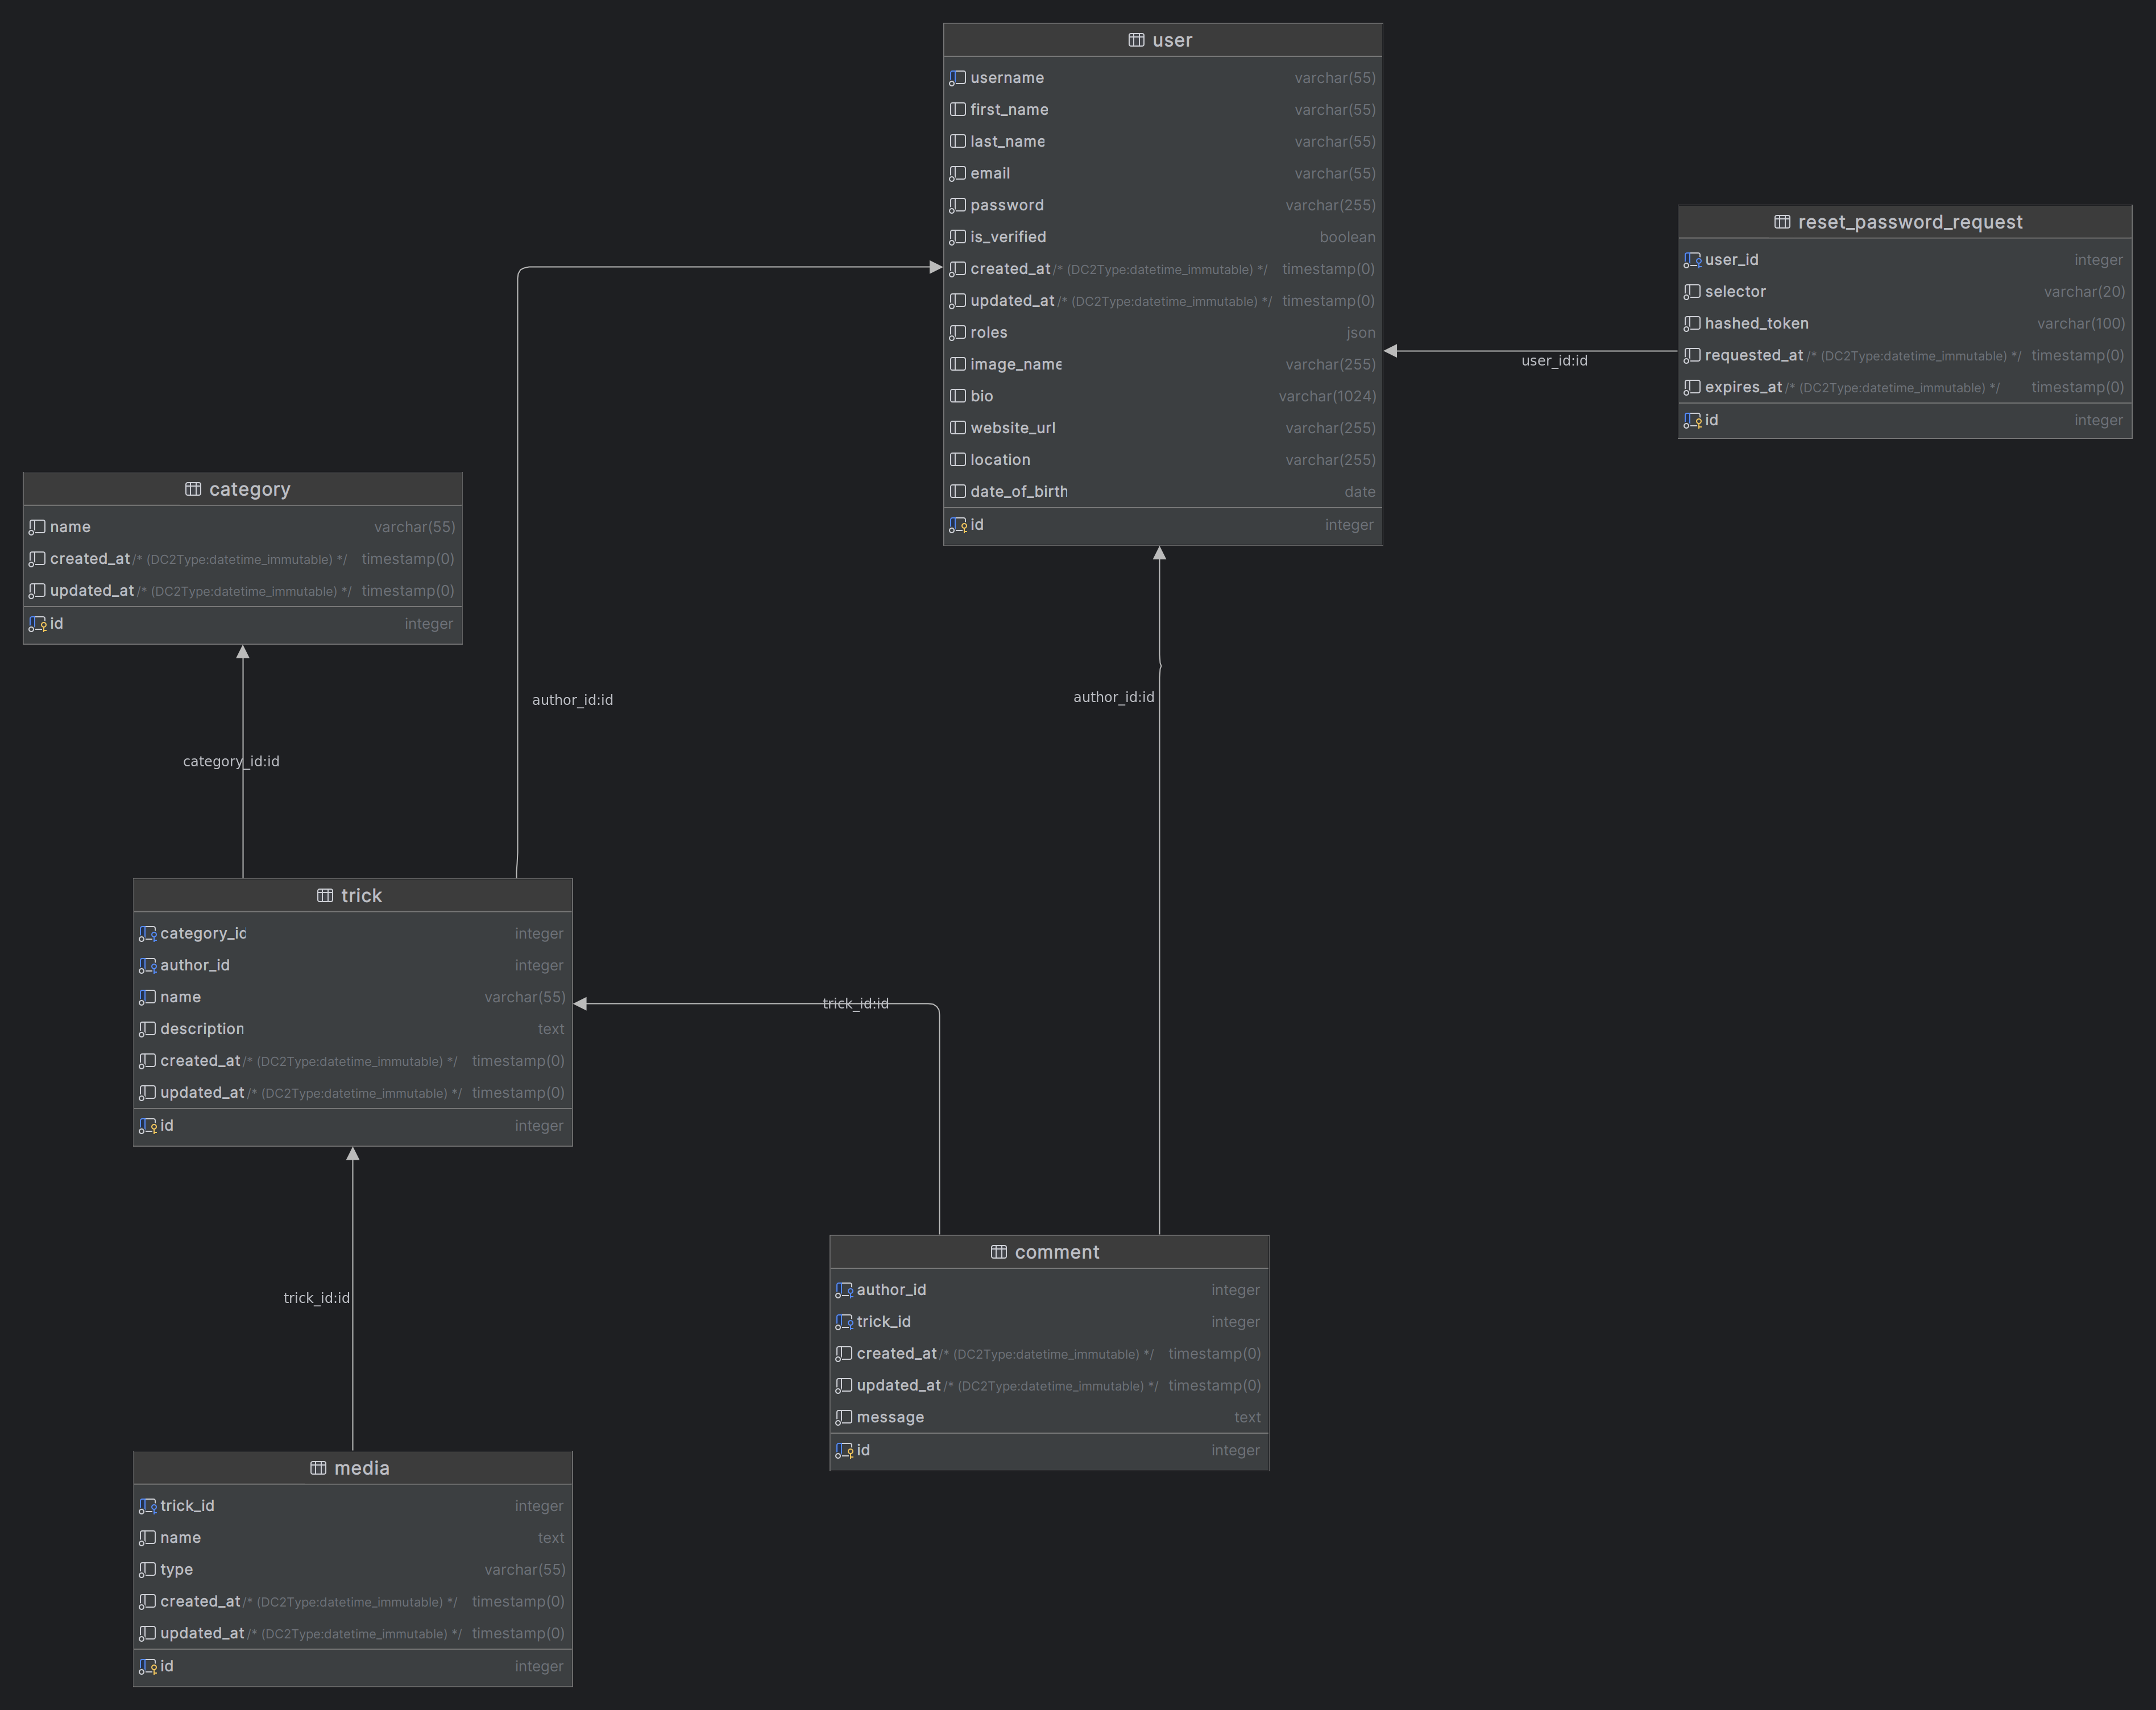 user
username varchar(55)
first_name varchar(55)
last_name varchar(55)
email varchar(55)
password varchar(255)
is_verified boolean
created_at /* (DC2Type:datetime_immutable) */ timestamp(0)
updated_at /* (DC2Type:datetime_immutable) */ timestamp(0)
roles json
image_name varchar(255)
bio varchar(1024)
website_url varchar(255)
location varchar(255)
date_of_birth date
id integer
reset_password_request
user_id integer
selector varchar(20)
hashed_token varchar(100)
requested_at /* (DC2Type:datetime_immutable) */ timestamp(0)
expires_at /* (DC2Type:datetime_immutable) */ timestamp(0)
id integer
user_id:id
category
name varchar(55)
created_at /* (DC2Type:datetime_immutable) */ timestamp(0)
updated_at /* (DC2Type:datetime_immutable) */ timestamp(0)
id integer
author_id:id
author_id:id
category_id:id
trick
category_id integer
author_id integer
name varchar(55)
description text
created_at /* (DC2Type:datetime_immutable) */ timestamp(0)
updated_at /* (DC2Type:datetime_immutable) */ timestamp(0)
id integer
trick_id:id
trick_id:id
comment
author_id integer
trick_id integer
created_at /* (DC2Type:datetime_immutable) */ timestamp(0)
updated_at /* (DC2Type:datetime_immutable) */ timestamp(0)
message text
id integer
media
trick_id integer
name text
type varchar(55)
created_at /* (DC2Type:datetime_immutable) */ timestamp(0)
updated_at /* (DC2Type:datetime_immutable) */ timestamp(0)
id integer